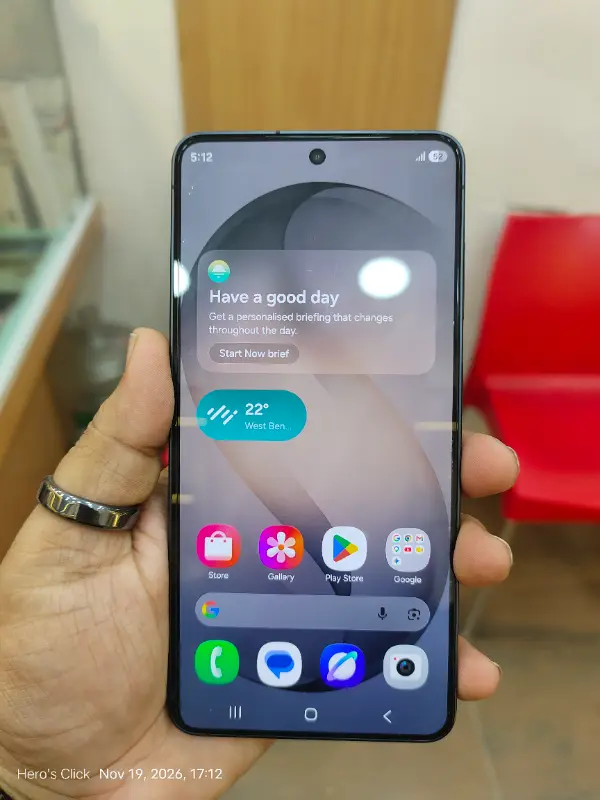 5:12
52
Have a good day
Get a personalised briefing that changes
throughout the day.
Start Now brief
22°
West Ben...
Store
Gallery
Play Store
Google
Hero's Click Nov 19, 2026, 17:12